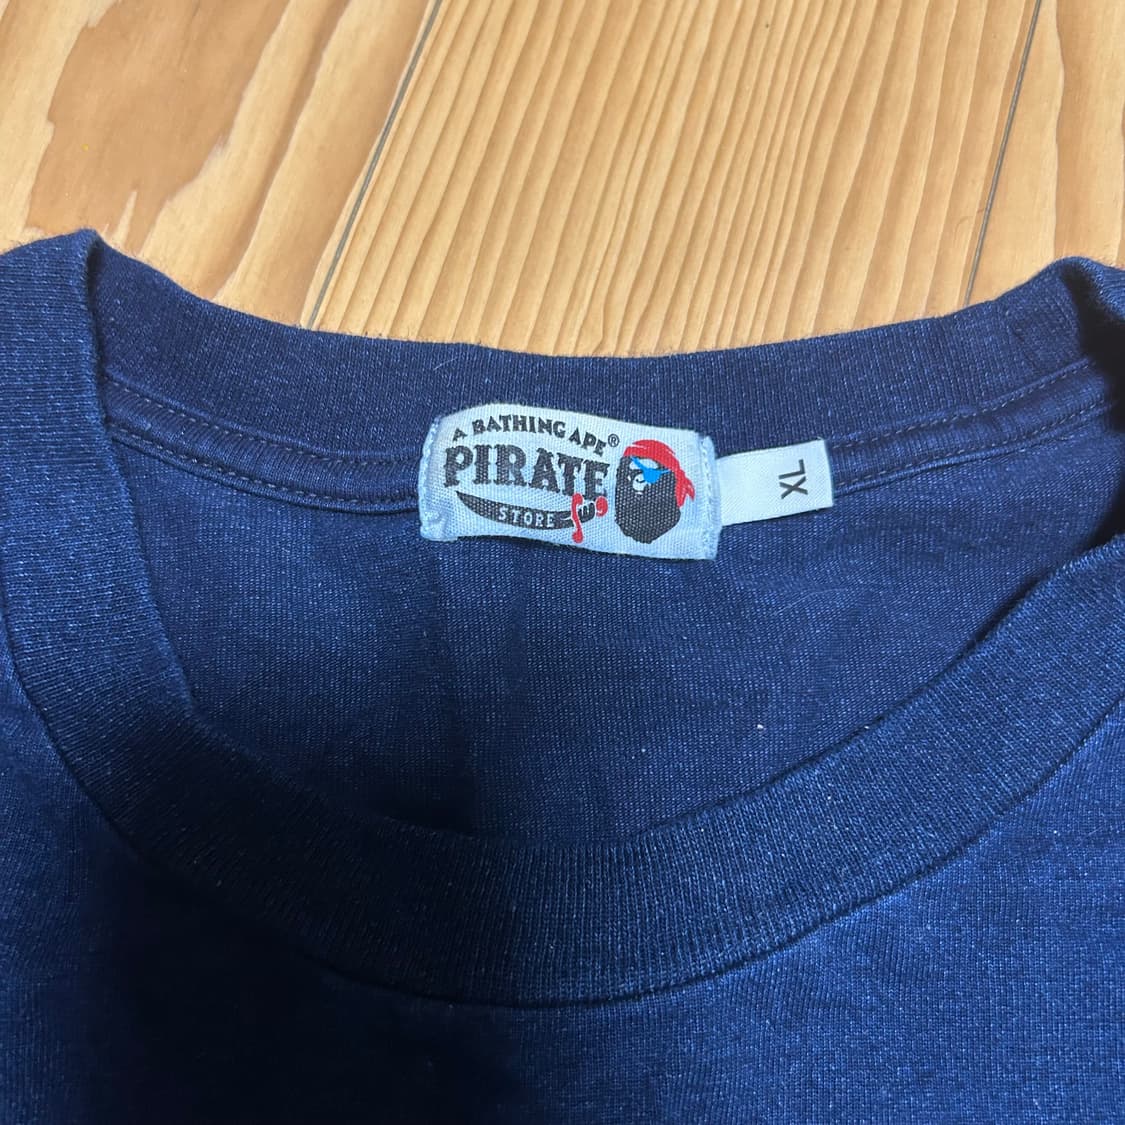 A BATHING APE®
PIRATE
STORE
XL